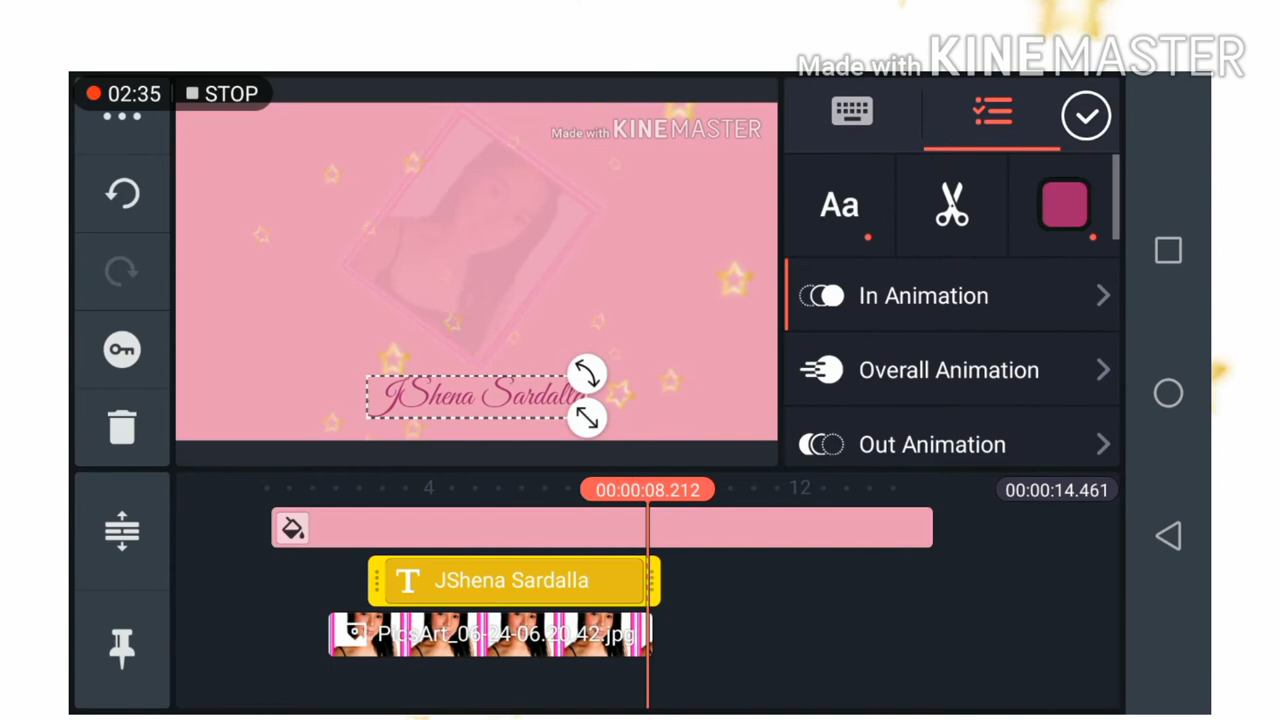 Made with KINEMASTER
02:35 STOP
Made with KINEMASTER
Aa
JShena Sardalla
In Animation
Overall Animation
Out Animation
4
00:00:08.212
12
00:00:14.461
T JShena Sardalla
PicsArt_06-24-06.20.42.jpg